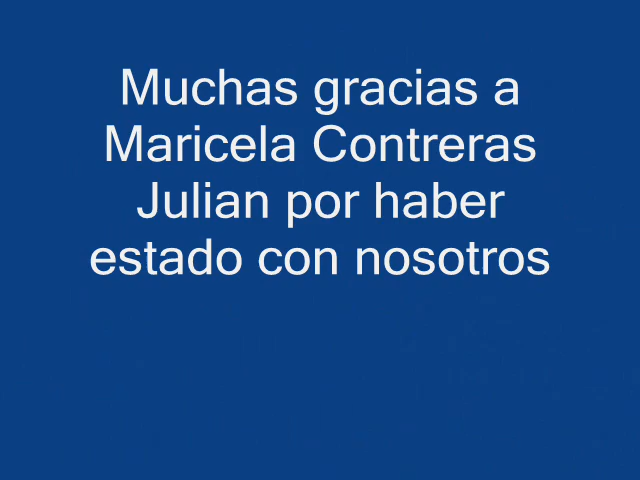 Muchas gracias a
Maricela Contreras
Julian por haber
estado con nosotros